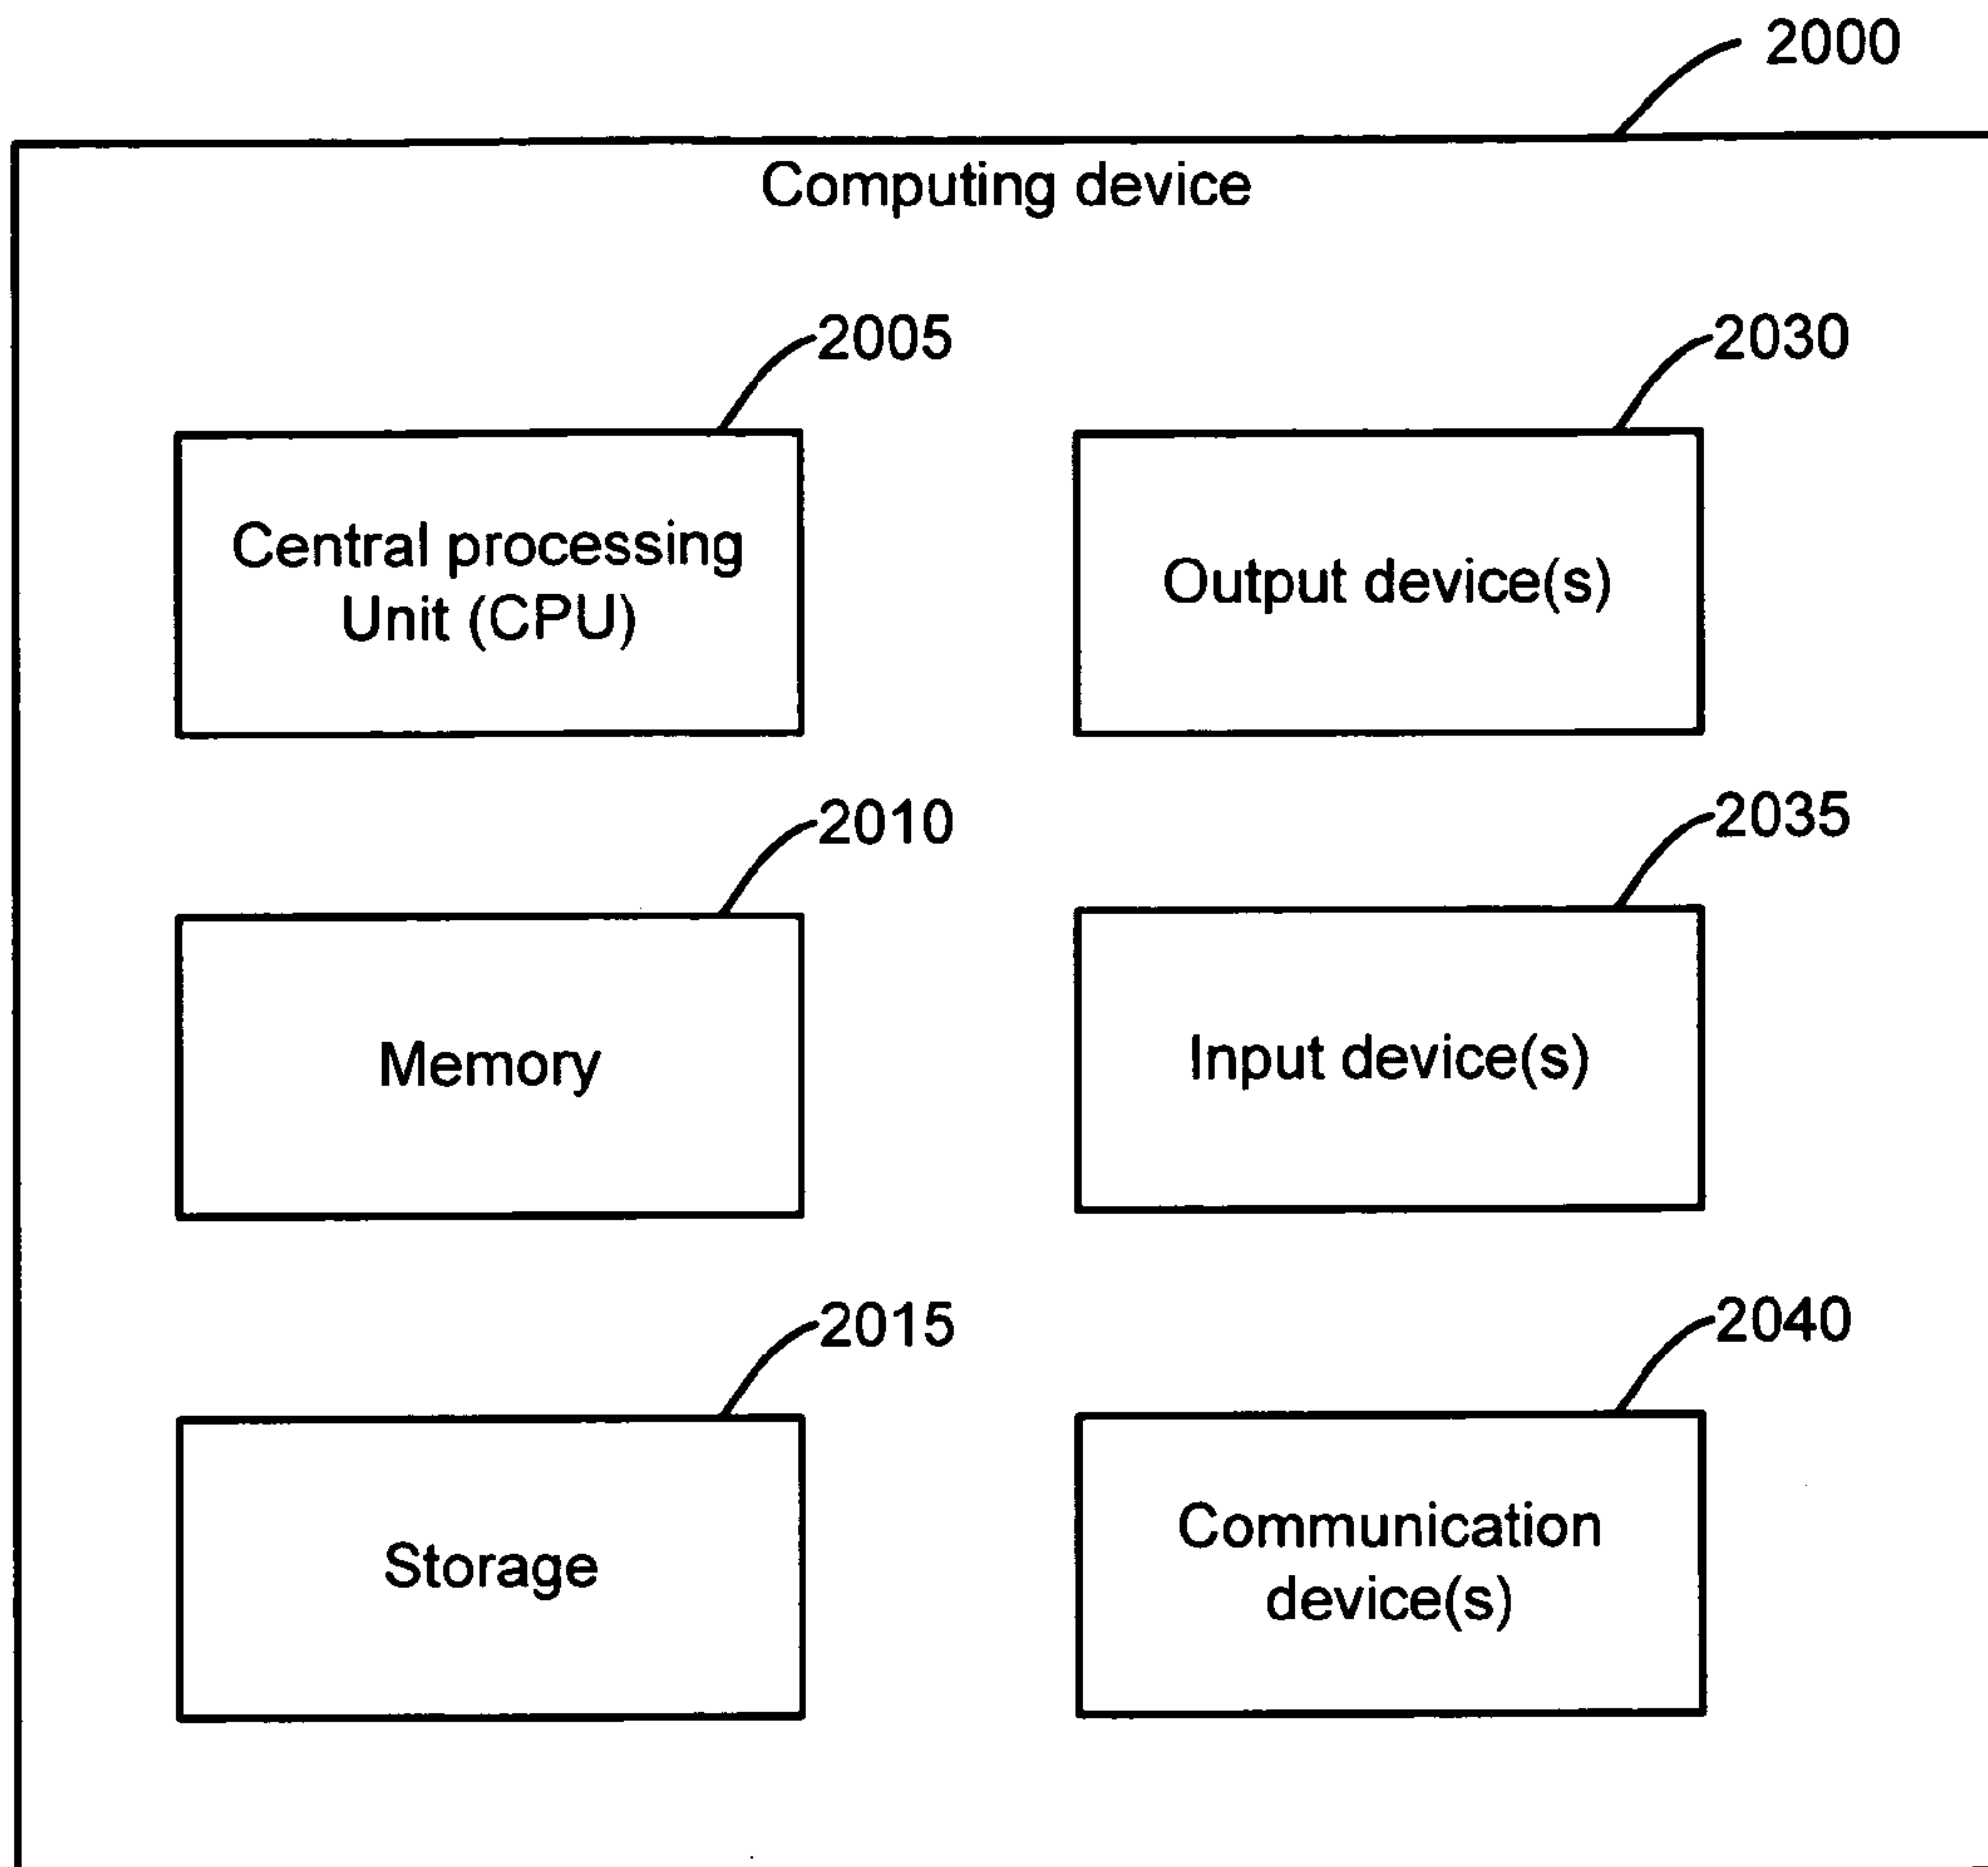 2000
Computing device
2005
Central processing
Unit (CPU)
2030
Output device(s)
2010
Memory
2035
Input device(s)
2015
Storage
2040
Communication
device(s)